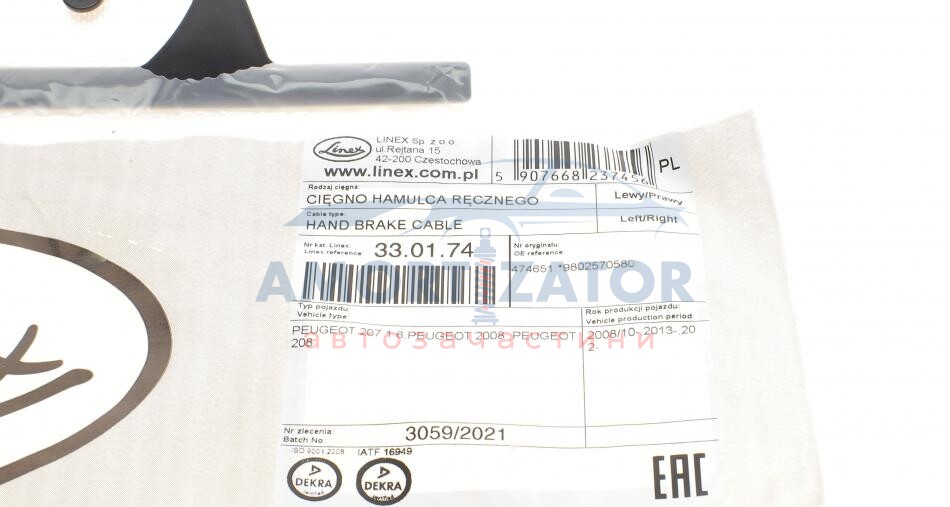 Linex
LINEX Sp. z o o
ul.Rejtana 15
42-200 Częstochowa
www.linex.com.pl
5 907668 237456
PL
Rodzaj cięgna:
CIĘGNO HAMULCA RĘCZNEGO
Lewy/Prawy
Cable type:
HAND BRAKE CABLE
Left/Right
Nr kat. Linex:
Linex reference:
33.01.74
Nr oryginału:
OE reference:
474651 *9802570580
AMORTIZATOR
автозачастини
Typ pojazdu
Vehicle type
Rok produkcji pojazdu:
Vehicle production period:
PEUGEOT 207 1.6 PEUGEOT 2008, PEUGEOT
208
2006/10-,2013-,20
Nr zlecenia:
Batch No:
3059/2021
ISO 9001:2008
IATF 16949
DEKRA
DEKRA
EAC